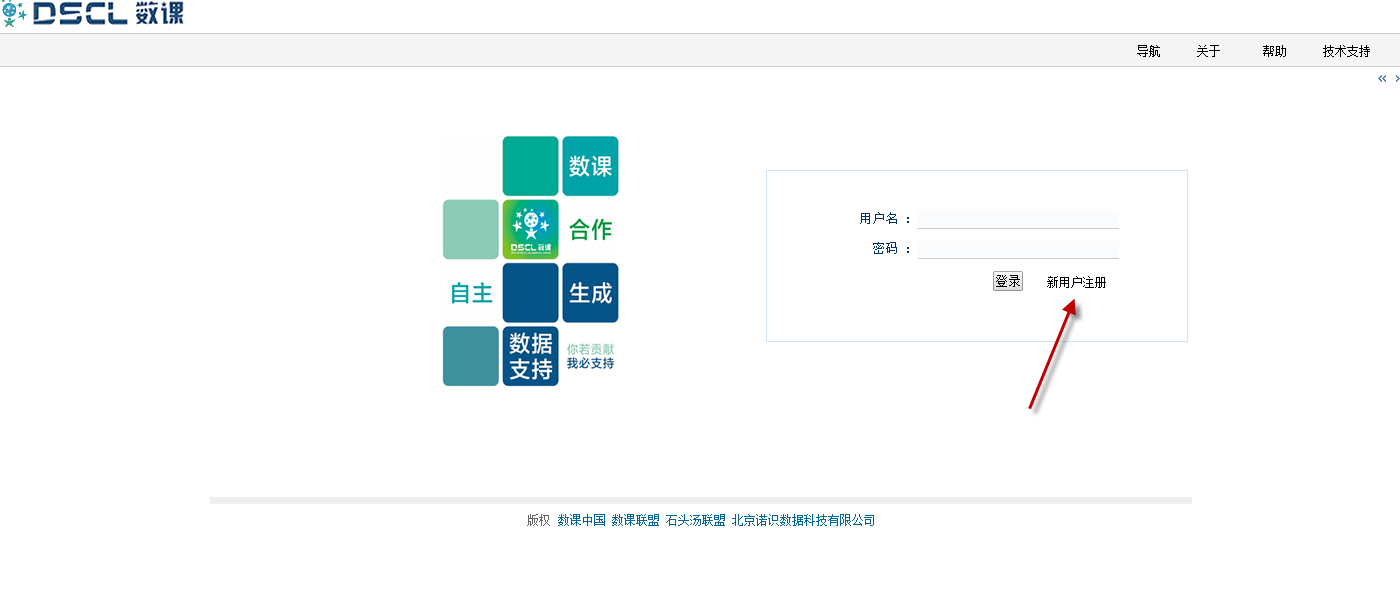 DSCL 数课
导航 关于 帮助 技术支持
« ›
数课
DSCL 数课
合作
自主
生成
数据
支持
你若贡献
我必支持
用户名 :
密码 :
登录 新用户注册
版权 数课中国 数课联盟 石头汤联盟 北京诺识数据科技有限公司